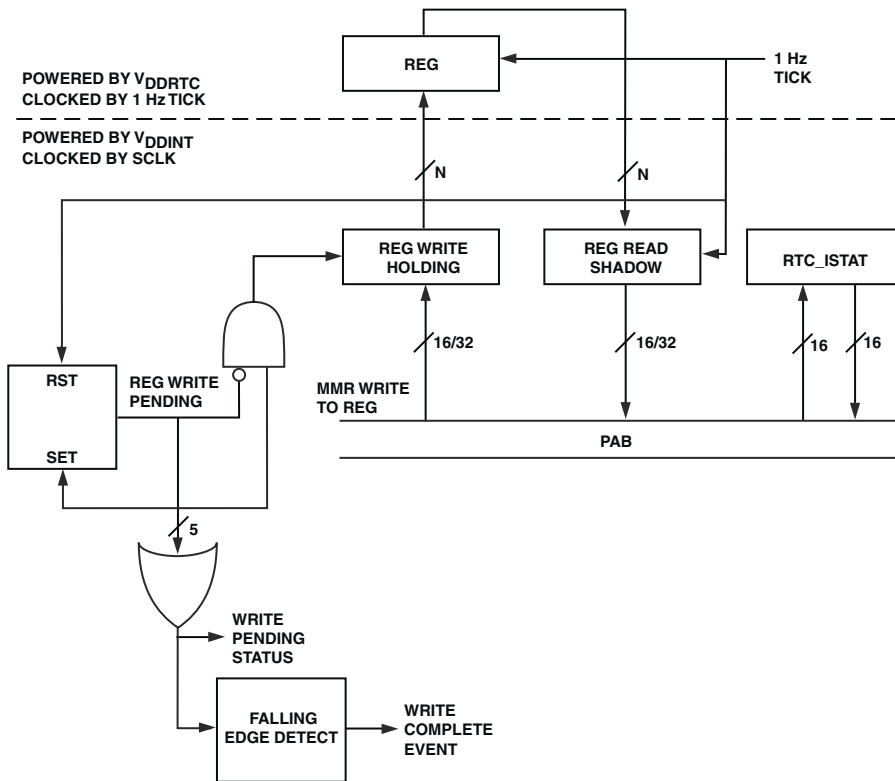 REG
1 Hz
TICK
POWERED BY VDDRTC
CLOCKED BY 1 Hz TICK
POWERED BY VDDINT
CLOCKED BY SCLK
N
N
REG WRITE
HOLDING
REG READ
SHADOW
RTC_ISTAT
16/32
16/32
16
16
RST
REG WRITE
PENDING
MMR WRITE
TO REG
PAB
SET
5
WRITE
PENDING
STATUS
FALLING
EDGE DETECT
WRITE
COMPLETE
EVENT